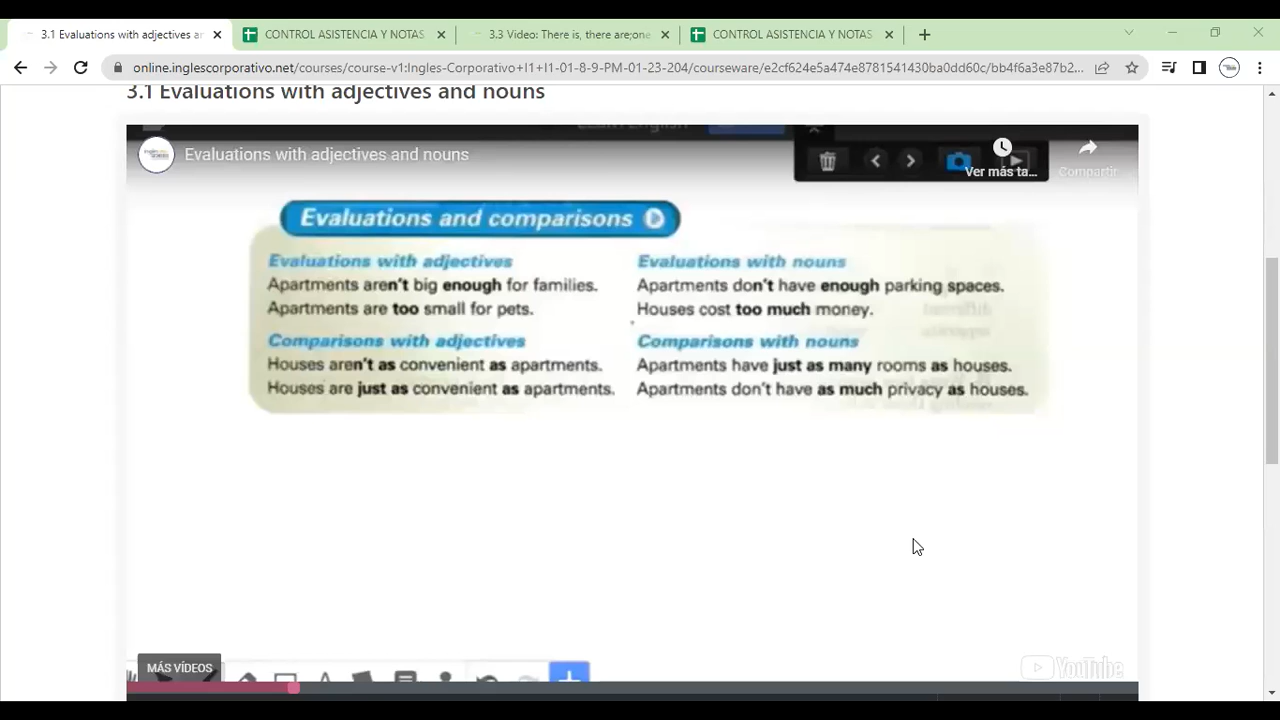 3.1 Evaluations with adjectives ar
CONTROL ASISTENCIA Y NOTAS
3.3 Video: There is, there are;one
CONTROL ASISTENCIA Y NOTAS
online.inglescorporativo.net/courses/course-v1:Ingles-Corporativo+I1+I1-01-8-9-PM-01-23-204/courseware/e2cf624e5a474e8781541430ba0dd60c/bb4f6a3e87b2...
3.1 Evaluations with adjectives and nouns
Evaluations with adjectives and nouns
Ver más ta...
Compartir
Evaluations and comparisons
Evaluations with adjectives
Apartments aren't big enough for families.
Apartments are too small for pets.
Comparisons with adjectives
Houses aren't as convenient as apartments.
Houses are just as convenient as apartments.
Evaluations with nouns
Apartments don't have enough parking spaces.
Houses cost too much money.
Comparisons with nouns
Apartments have just as many rooms as houses.
Apartments don't have as much privacy as houses.
MÁS VÍDEOS
YouTube